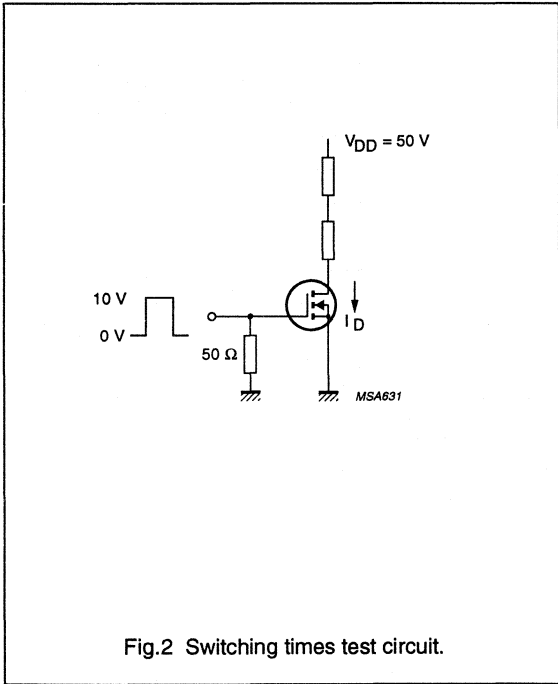 VDD = 50 V
10 V
0 V
ID
50 Ω
MSA631
Fig.2 Switching times test circuit.